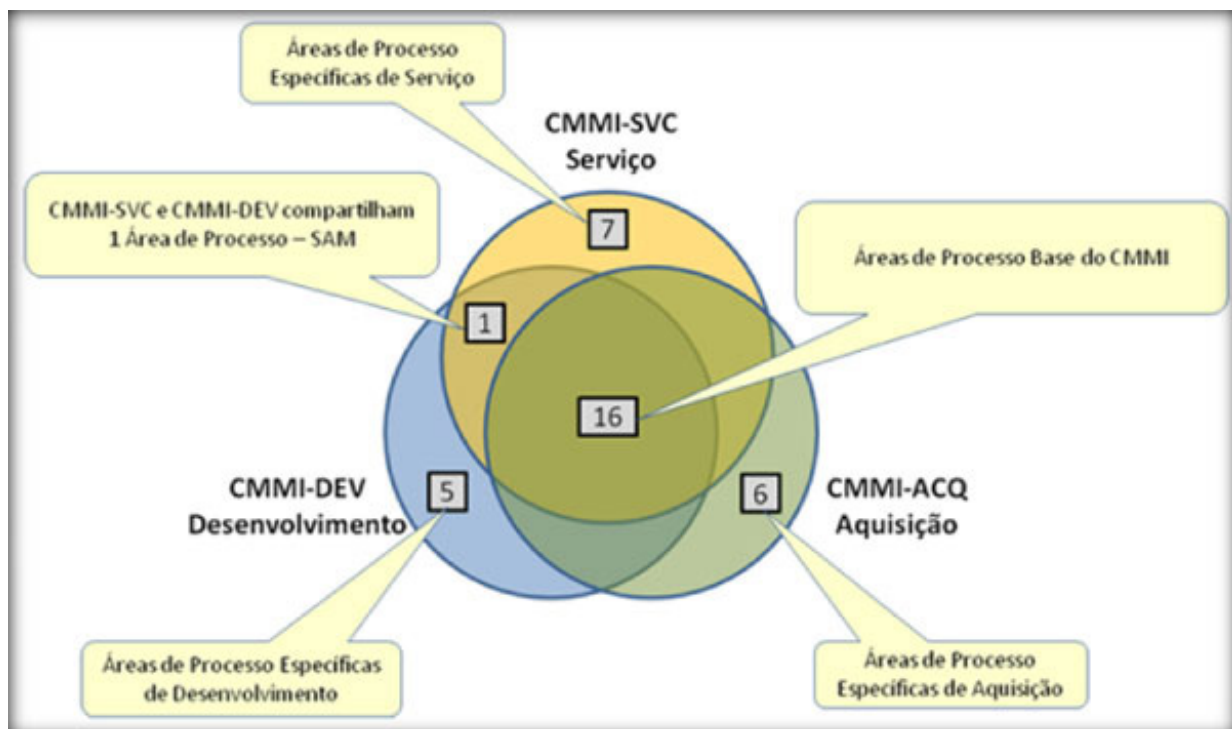 Áreas de Processo
Específicas de Serviço
CMMI-SVC
Serviço
CMMI-SVC e CMMI-DEV compartilham
1 Área de Processo – SAM
7
Áreas de Processo Base do CMMI
1
16
CMMI-DEV
Desenvolvimento
5
6
CMMI-ACQ
Aquisição
Áreas de Processo Específicas
de Desenvolvimento
Áreas de Processo
Específicas de Aquisição